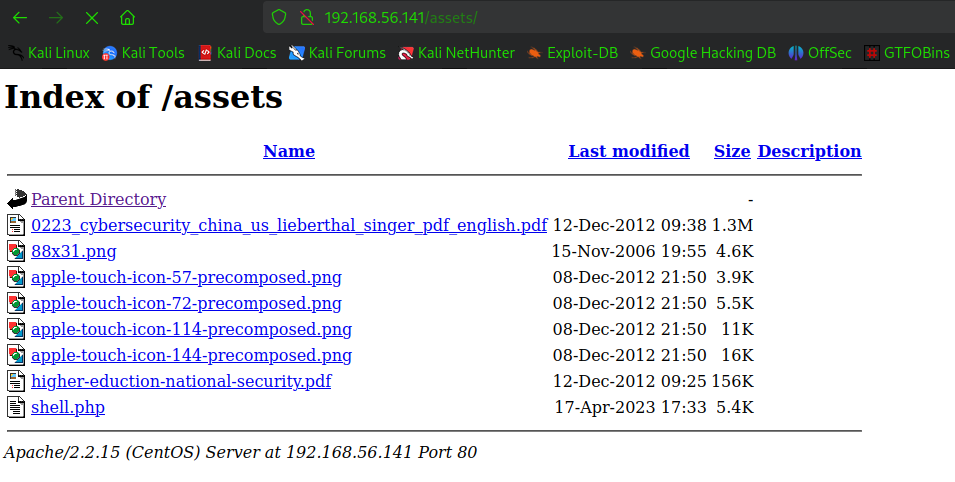 192.168.56.141/assets/
Kali Linux Kali Tools Kali Docs Kali Forums Kali NetHunter Exploit-DB Google Hacking DB OffSec GTFOBins
Index of /assets
Name Last modified Size Description
Parent Directory -
0223_cybersecurity_china_us_lieberthal_singer_pdf_english.pdf 12-Dec-2012 09:38 1.3M
88x31.png 15-Nov-2006 19:55 4.6K
apple-touch-icon-57-precomposed.png 08-Dec-2012 21:50 3.9K
apple-touch-icon-72-precomposed.png 08-Dec-2012 21:50 5.5K
apple-touch-icon-114-precomposed.png 08-Dec-2012 21:50 11K
apple-touch-icon-144-precomposed.png 08-Dec-2012 21:50 16K
higher-eduction-national-security.pdf 12-Dec-2012 09:25 156K
shell.php 17-Apr-2023 17:33 5.4K
Apache/2.2.15 (CentOS) Server at 192.168.56.141 Port 80